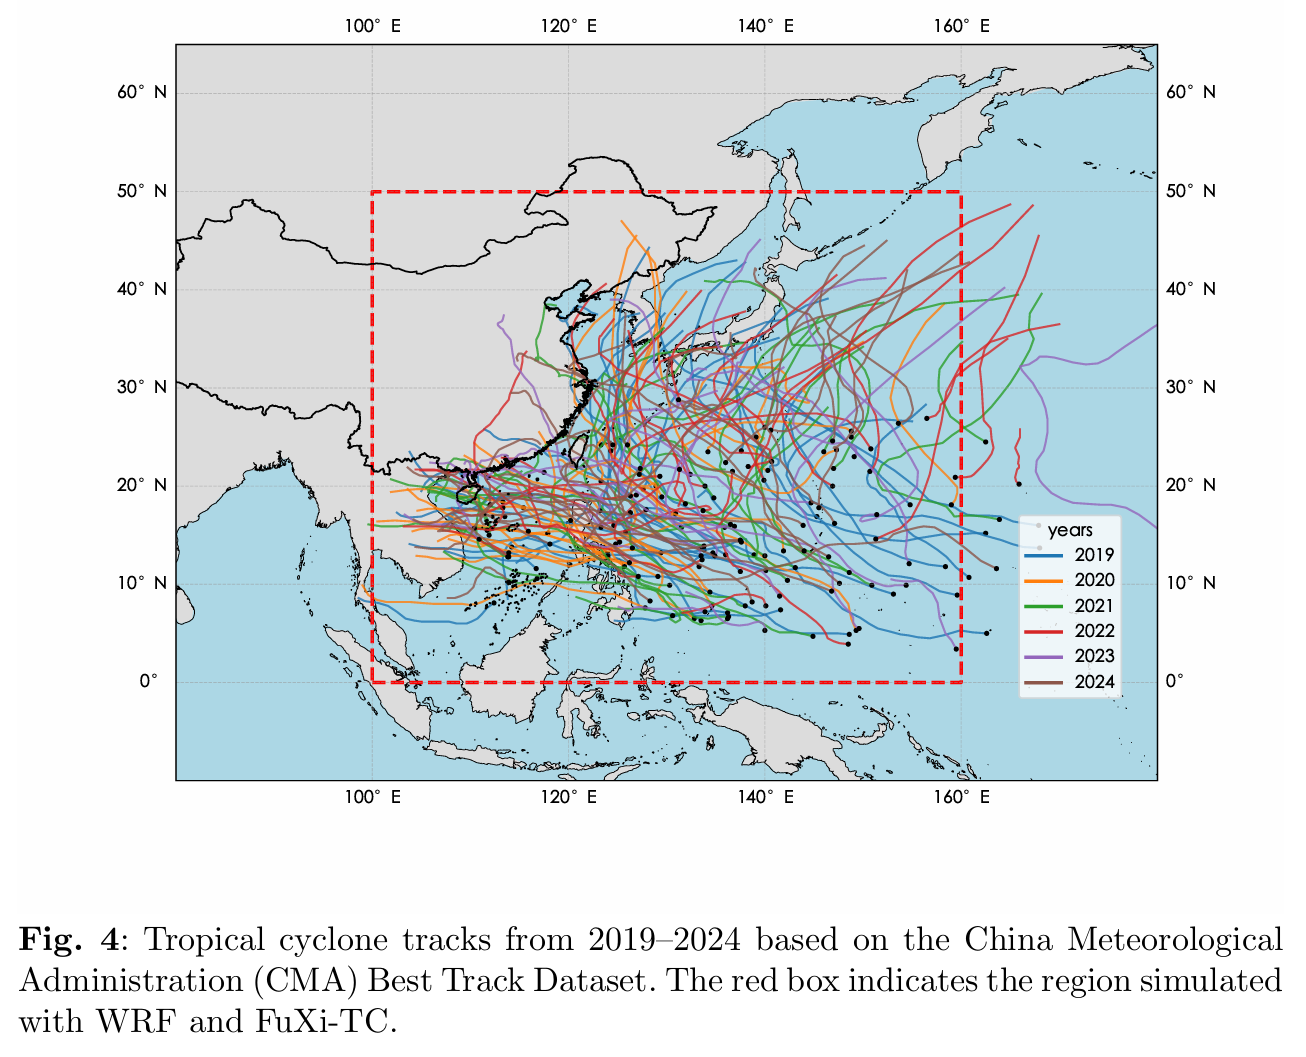 100° E 120° E 140° E 160° E
60° N 60° N
50° N 50° N
40° N 40° N
30° N 30° N
20° N 20° N
years
2019
10° N 10° N
2020
2021
2022
2023
0° 0°
2024
100° E 120° E 140° E 160° E
Fig. 4: Tropical cyclone tracks from 2019–2024 based on the China Meteorological
Administration (CMA) Best Track Dataset. The red box indicates the region simulated
with WRF and FuXi-TC.